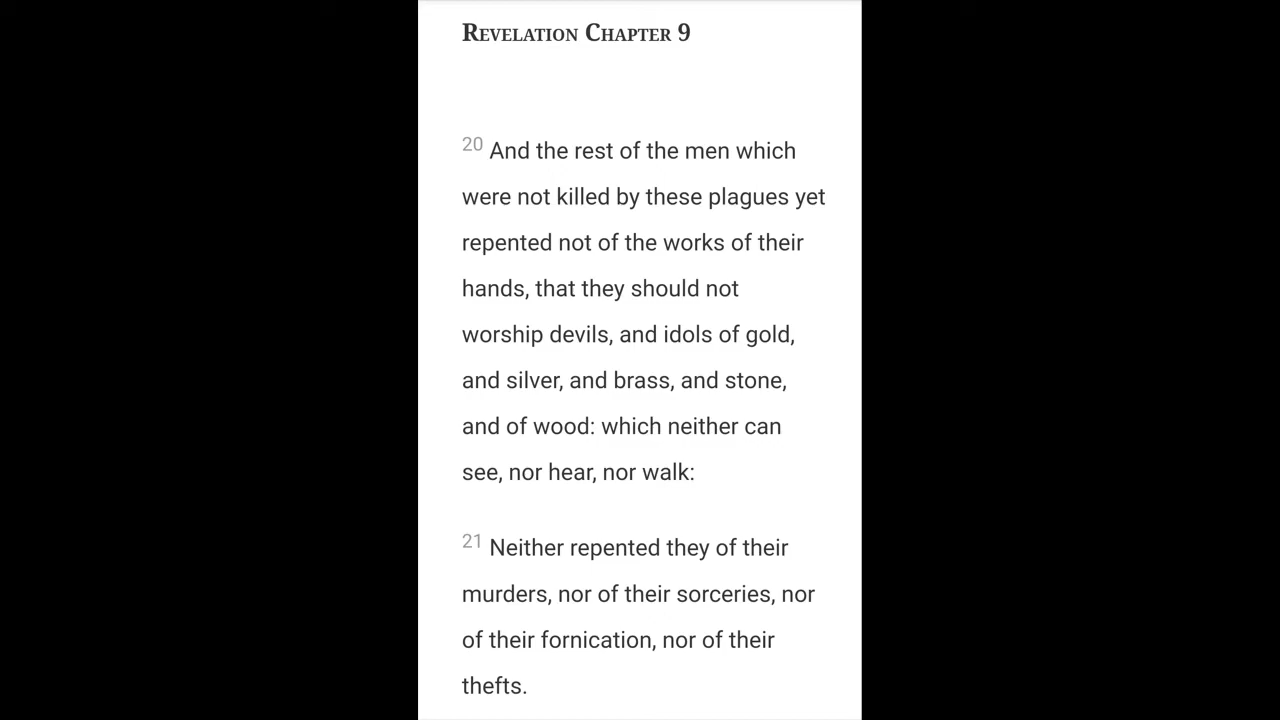 Revelation Chapter 9
20 And the rest of the men which
were not killed by these plagues yet
repented not of the works of their
hands, that they should not
worship devils, and idols of gold,
and silver, and brass, and stone,
and of wood: which neither can
see, nor hear, nor walk:
21 Neither repented they of their
murders, nor of their sorceries, nor
of their fornication, nor of their
thefts.